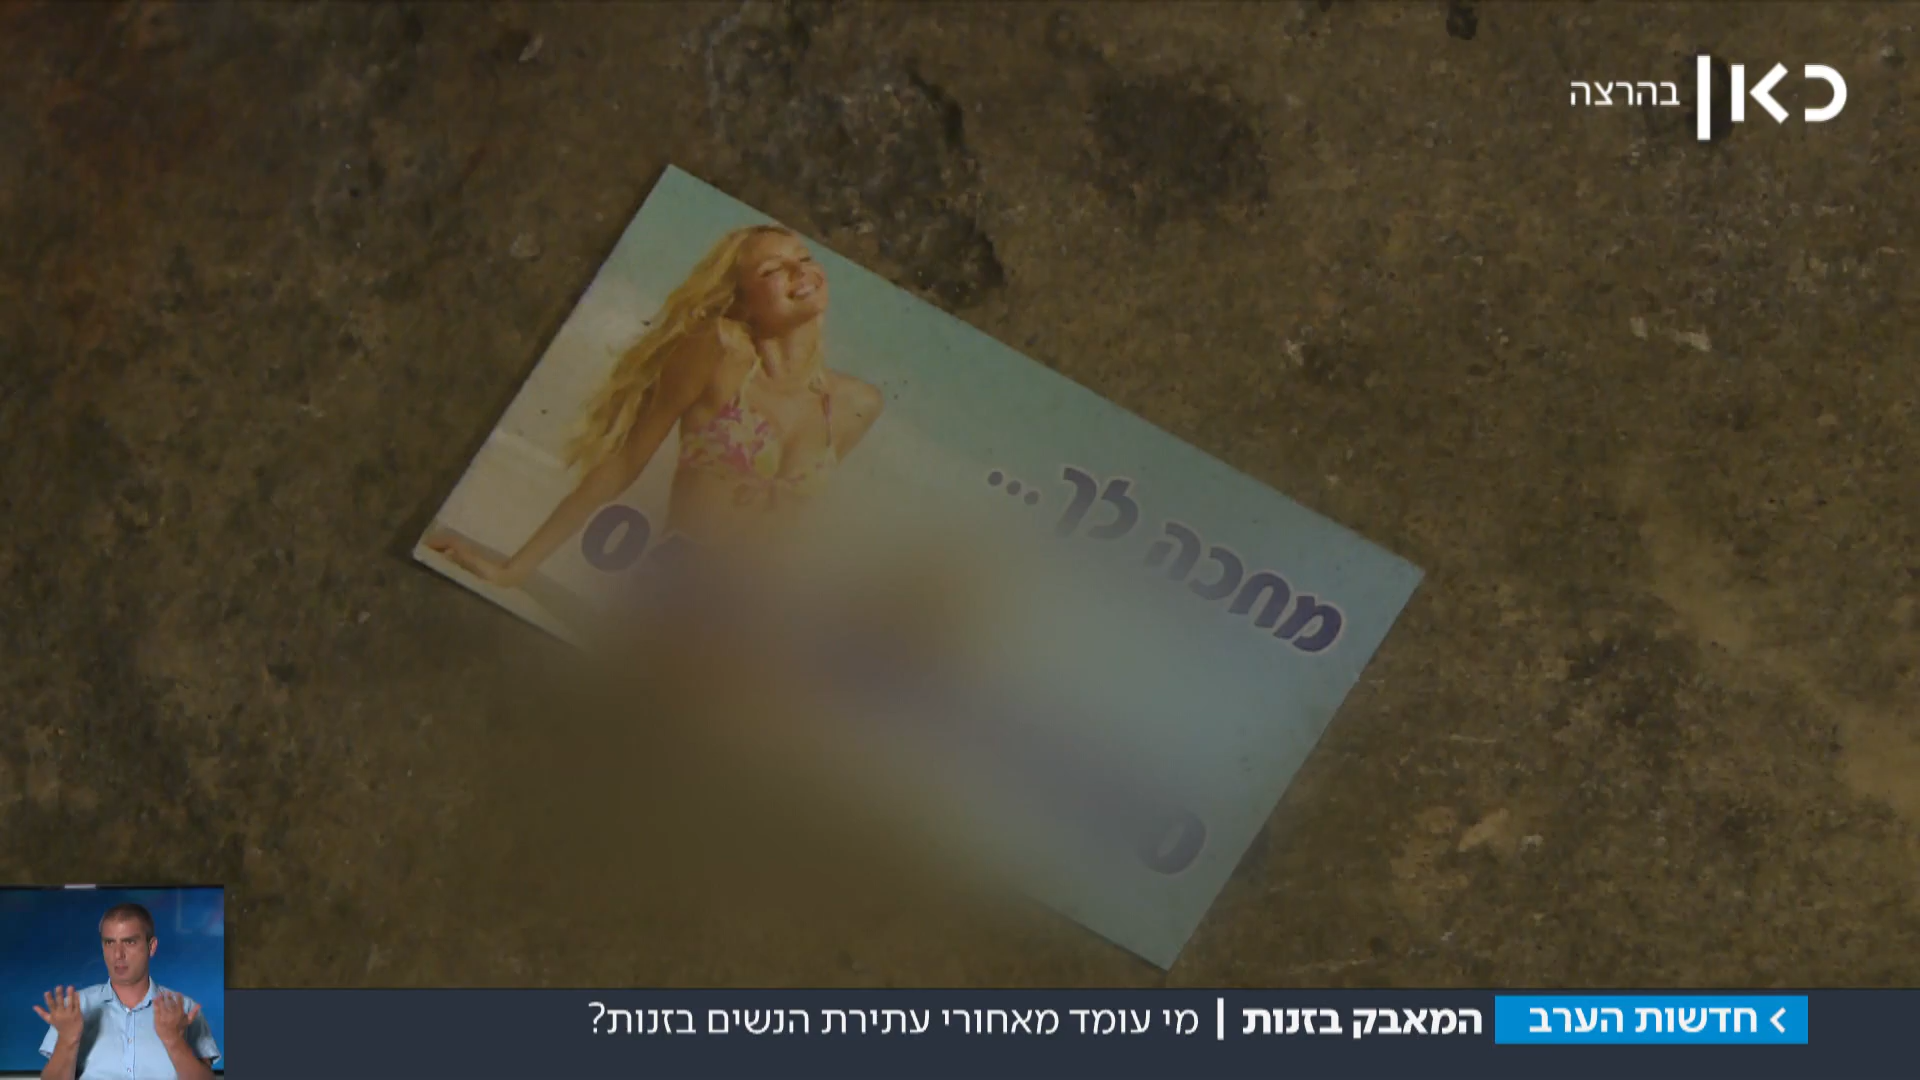 כאן
בהרצה
מחכה לך...
חדשות הערב
המאבק בזנות | מי עומד מאחורי עתירת הנשים בזנות?